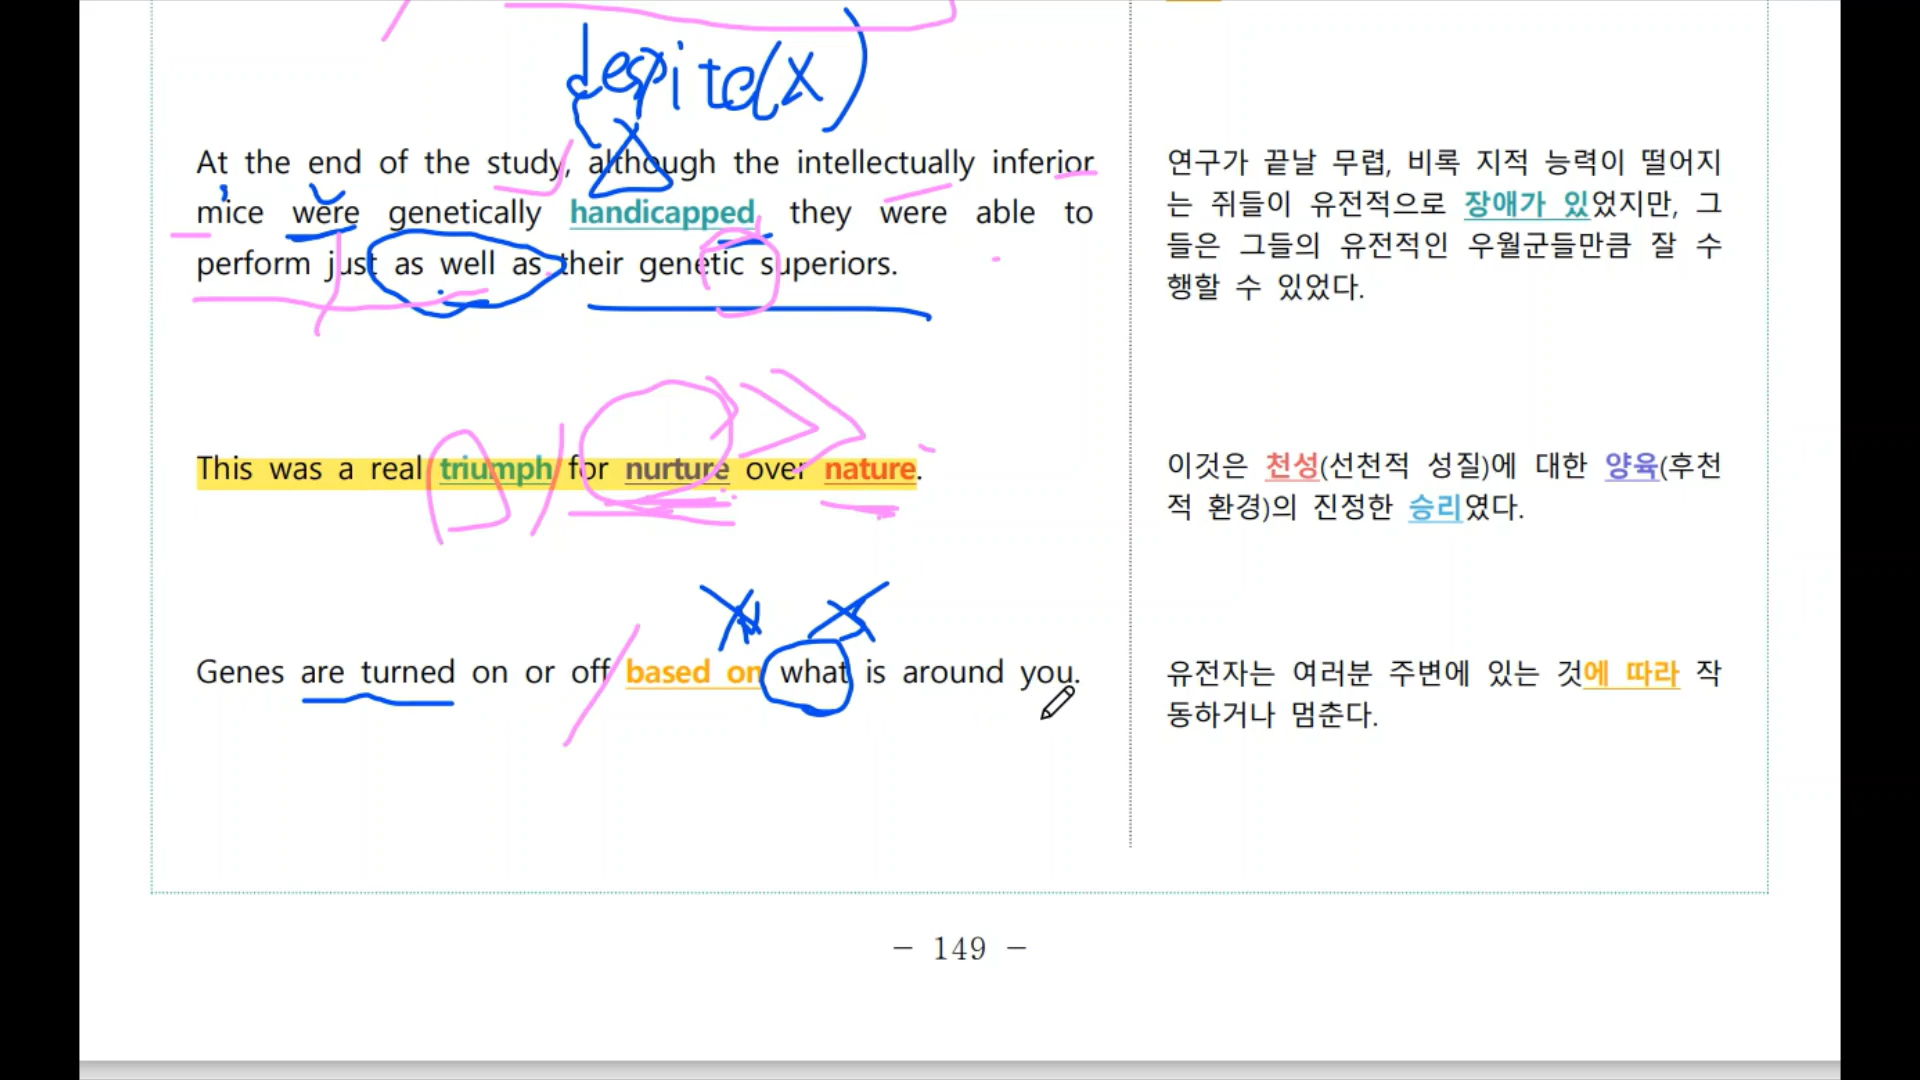 despite(X)
At the end of the study, although the intellectually inferior
mice were genetically handicapped, they were able to
perform just as well as their genetic superiors.
This was a real triumph for nurture over nature.
Genes are turned on or off based on what is around you.
연구가 끝날 무렵, 비록 지적 능력이 떨어지
는 쥐들이 유전적으로 장애가 있었지만, 그
들은 그들의 유전적인 우월군들만큼 잘 수
행할 수 있었다.
이것은 천성(선천적 성질)에 대한 양육(후천
적 환경)의 진정한 승리였다.
유전자는 여러분 주변에 있는 것에 따라 작
동하거나 멈춘다.
- 149 -